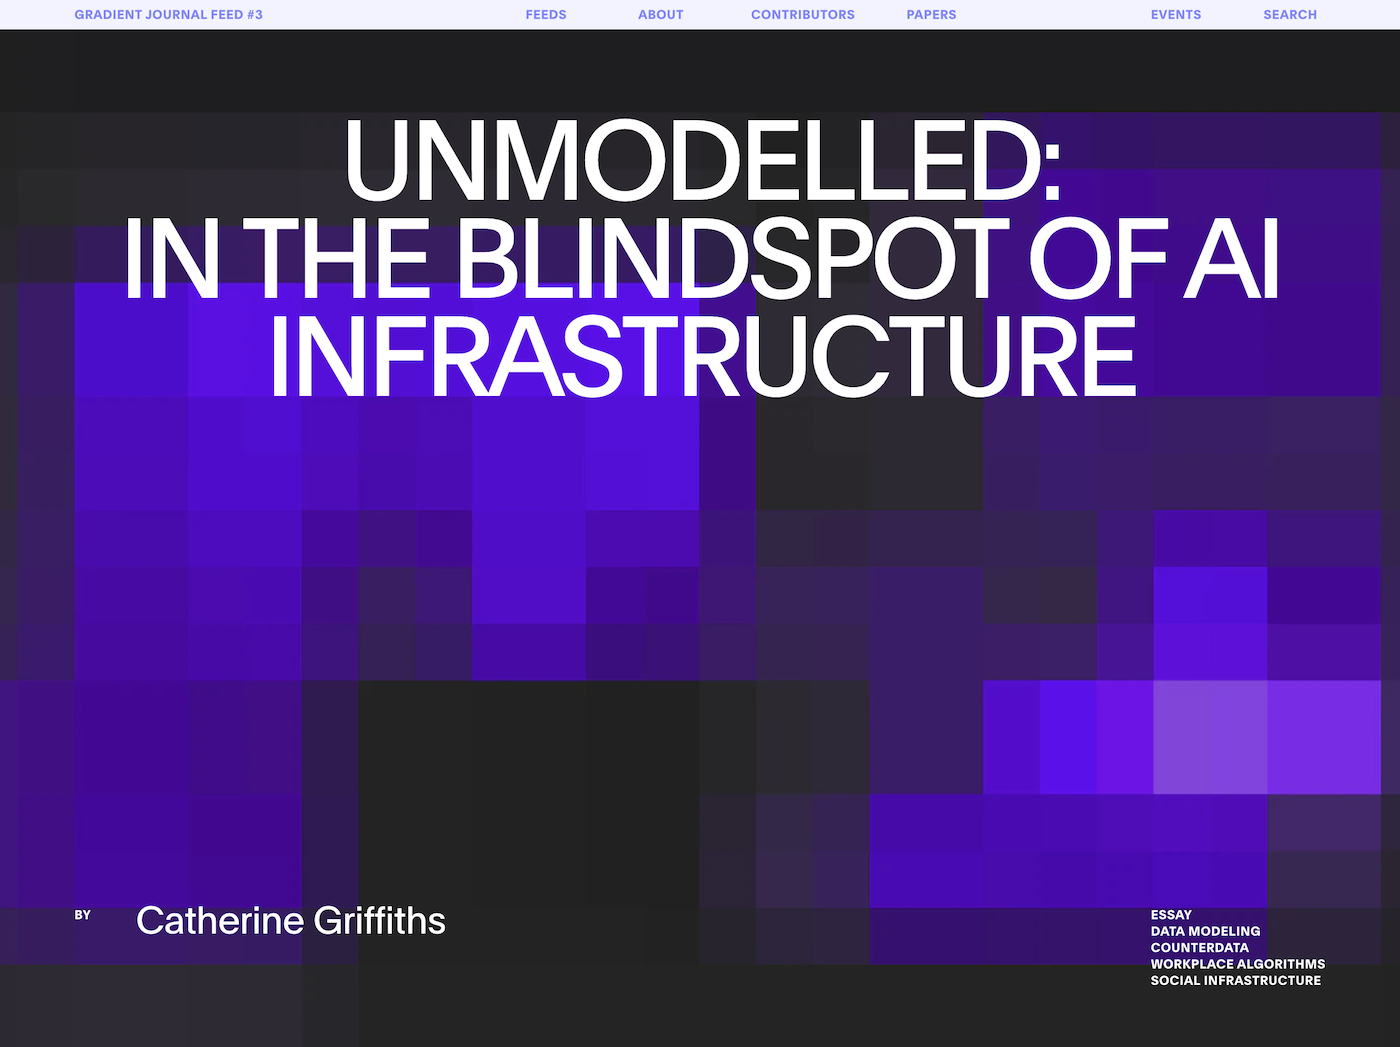 GRADIENT JOURNAL FEED #3 FEEDS ABOUT CONTRIBUTORS PAPERS EVENTS SEARCH
UNMODELLED:
IN THE BLINDSPOT OF AI
INFRASTRUCTURE
BY Catherine Griffiths
ESSAY
DATA MODELING
COUNTERDATA
WORKPLACE ALGORITHMS
SOCIAL INFRASTRUCTURE